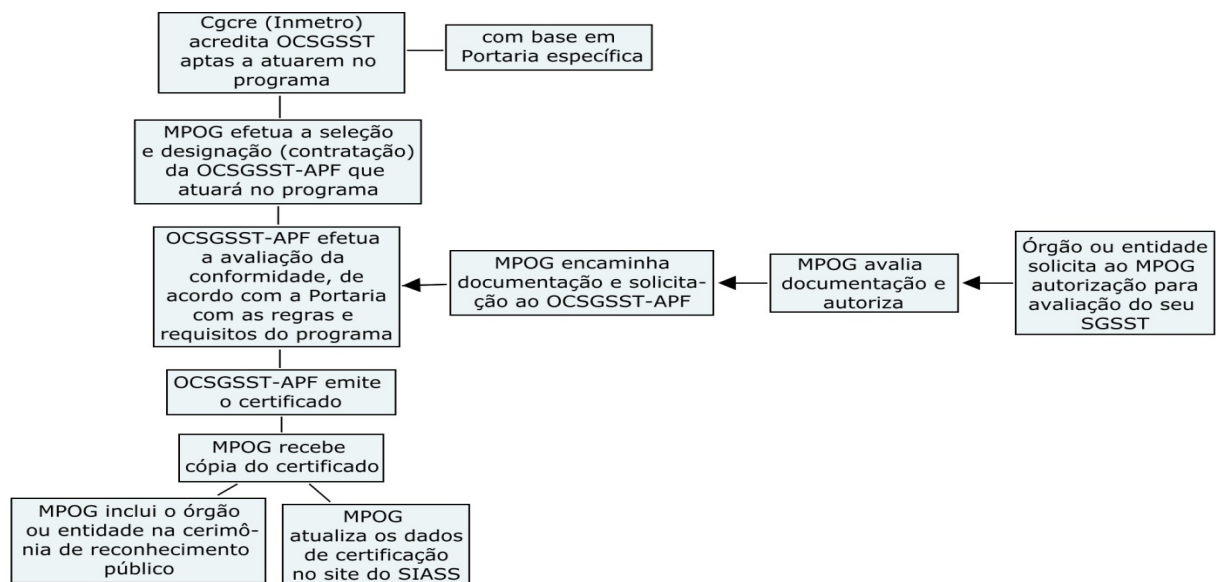 Cgcre (Inmetro)
acredita OCSGSST
aptas a atuarem no
programa
com base em
Portaria específica
MPOG efetua a seleção
e designação (contratação)
da OCSGSST-APF que
atuará no programa
OCSGSST-APF efetua
a avaliação da
conformidade, de
acordo com a Portaria
com as regras e
requisitos do programa
MPOG encaminha
documentação e solicita-
ção ao OCSGSST-APF
MPOG avalia
documentação e
autoriza
Órgão ou entidade
solicita ao MPOG
autorização para
avaliação do seu
SGSST
OCSGSST-APF emite
o certificado
MPOG recebe
cópia do certificado
MPOG inclui o órgão
ou entidade na cerimô-
nia de reconhecimento
público
MPOG
atualiza os dados
de certificação
no site do SIASS